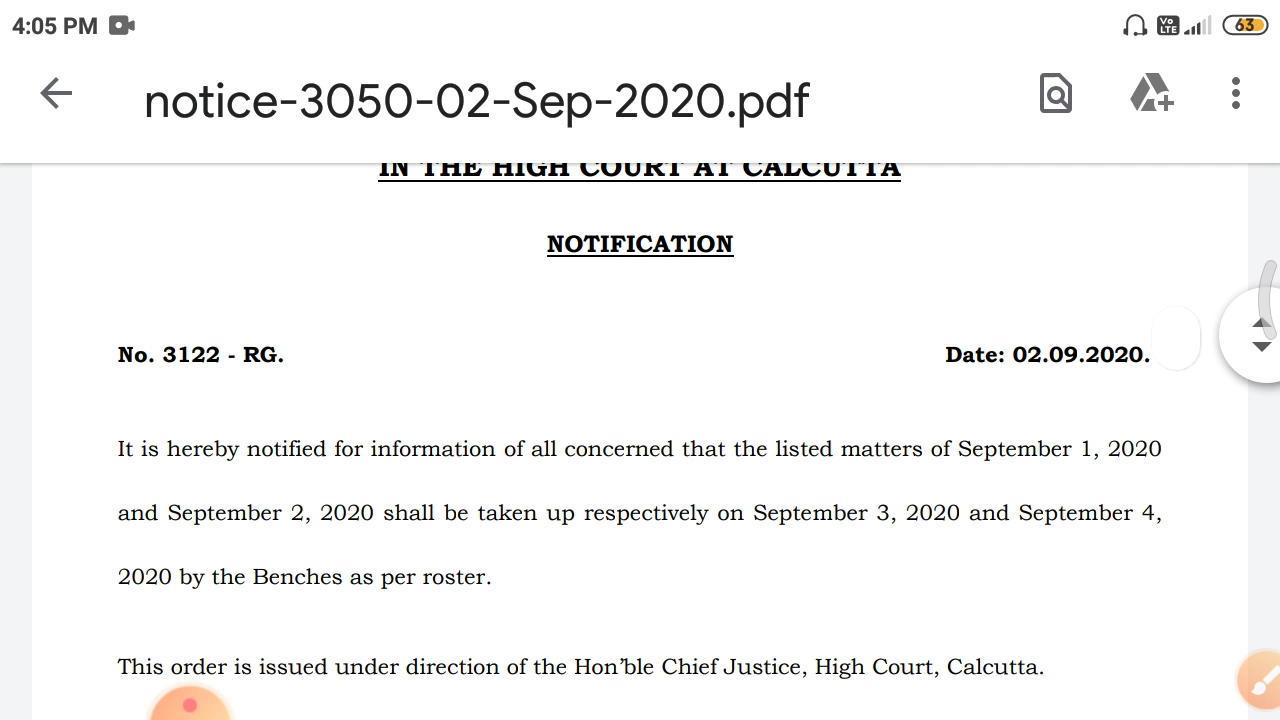 4:05 PM Vo LTE 63
notice-3050-02-Sep-2020.pdf
IN THE HIGH COURT AT CALCUTTA
NOTIFICATION
No. 3122 - RG. Date: 02.09.2020.
It is hereby notified for information of all concerned that the listed matters of September 1, 2020
and September 2, 2020 shall be taken up respectively on September 3, 2020 and September 4,
2020 by the Benches as per roster.
This order is issued under direction of the Hon’ble Chief Justice, High Court, Calcutta.